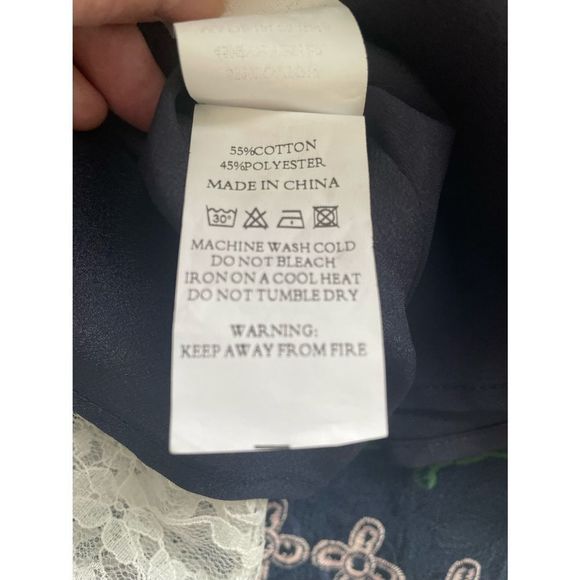 55%COTTON
45%POLYESTER
MADE IN CHINA
30°
MACHINE WASH COLD
DO NOT BLEACH
IRON ON A COOL HEAT
DO NOT TUMBLE DRY
WARNING:
KEEP AWAY FROM FIRE